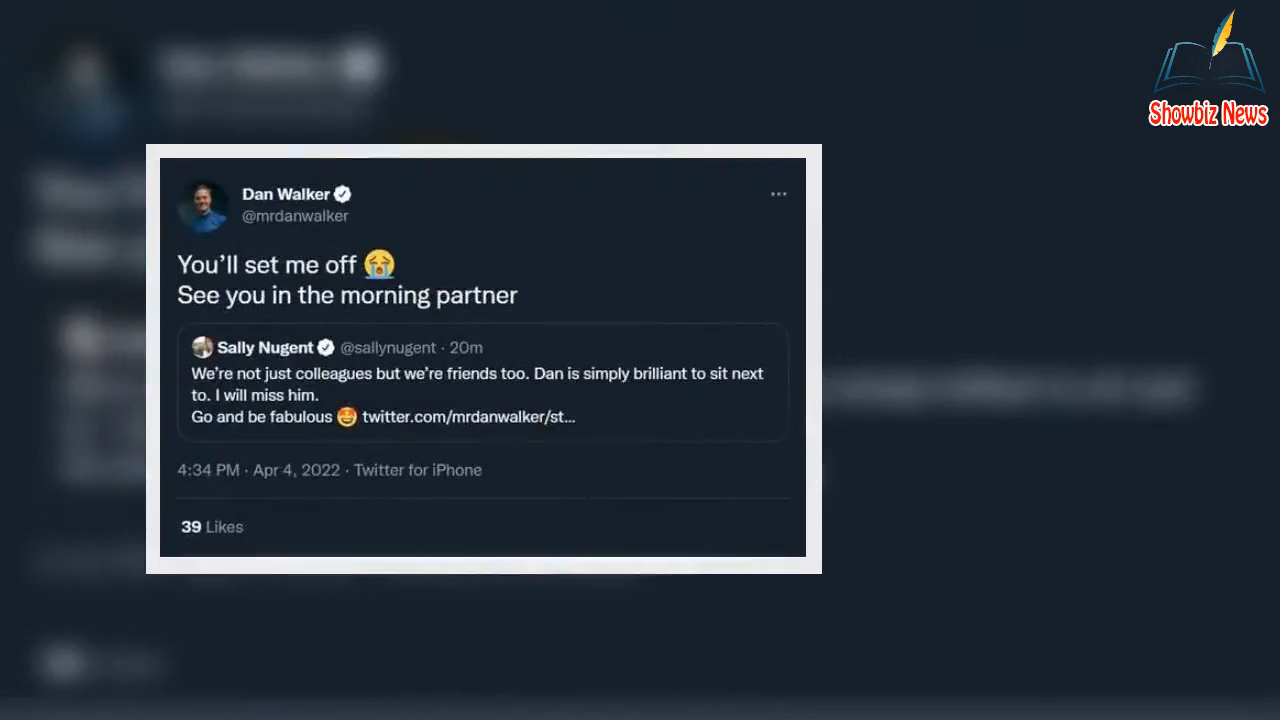 Showbiz News
Dan Walker
@mrdanwalker
You’ll set me off 😭
See you in the morning partner
Sally Nugent @sallynugent · 20m
We’re not just colleagues but we’re friends too. Dan is simply brilliant to sit next
to. I will miss him.
Go and be fabulous 🤩 twitter.com/mrdanwalker/st...
4:34 PM · Apr 4, 2022 · Twitter for iPhone
39 Likes